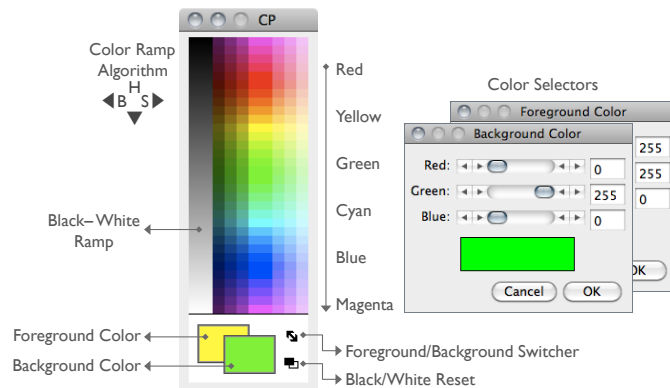 CP
Color Ramp
Algorithm
H
B S
Red
Yellow
Green
Cyan
Blue
Magenta
Black–White
Ramp
Foreground Color
Background Color
Foreground/Background Switcher
Black/White Reset
Color Selectors
Foreground Color
255
255
0
OK
Background Color
Red: 0
Green: 255
Blue: 0
Cancel OK